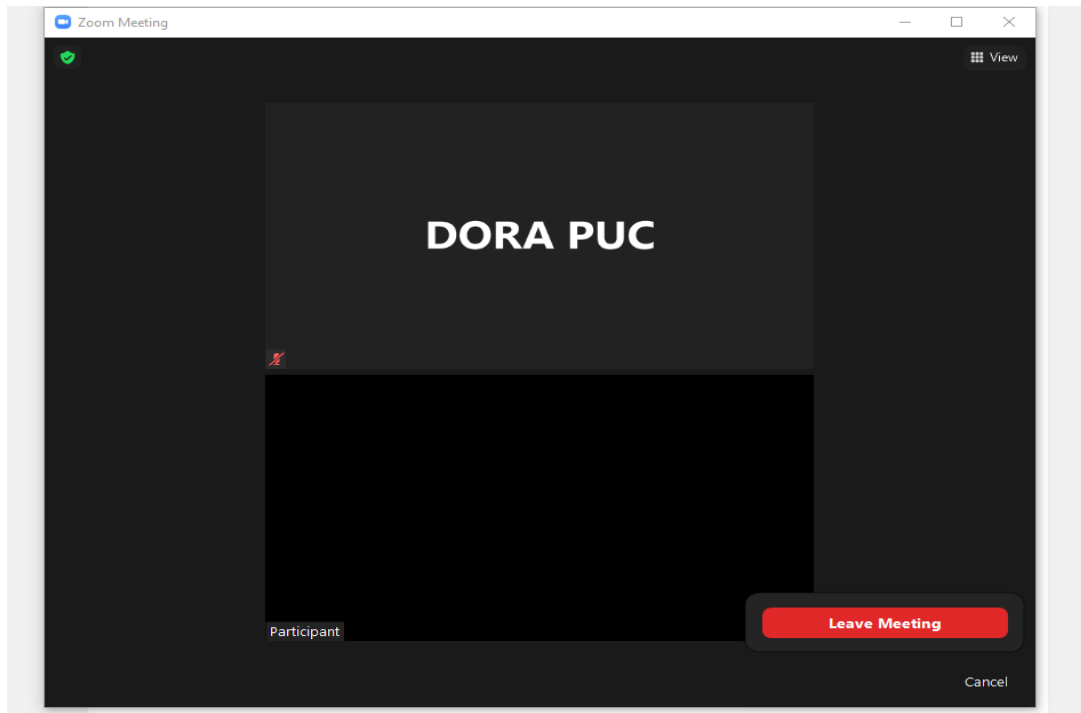 Zoom Meeting
View
DORA PUC
Participant
Leave Meeting
Cancel